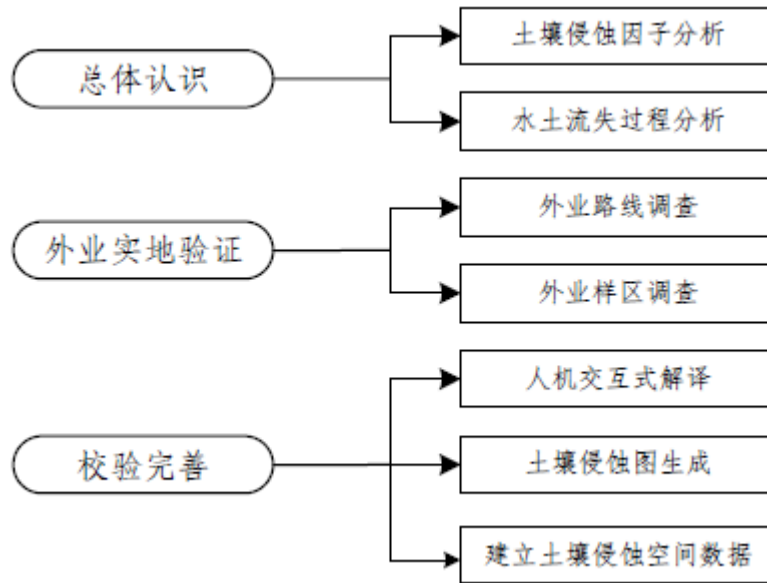 总体认识
土壤侵蚀因子分析
水土流失过程分析
外业实地验证
外业路线调查
外业样区调查
校验完善
人机交互式解译
土壤侵蚀图生成
建立土壤侵蚀空间数据